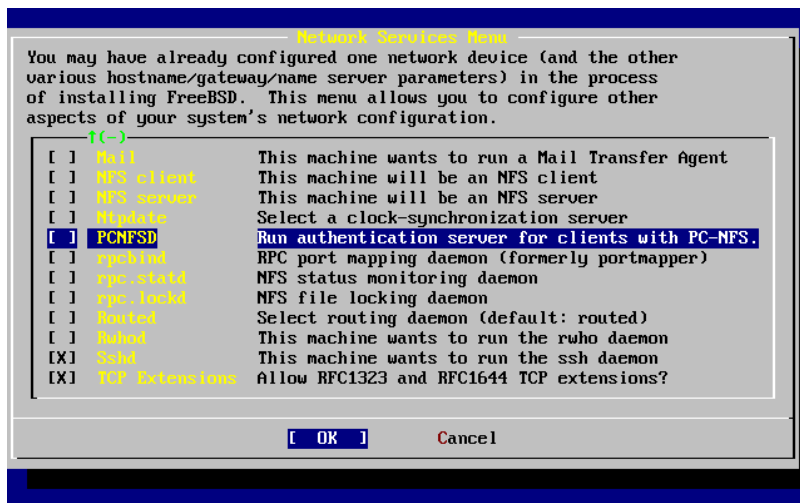 Network Services Menu
You may have already configured one network device (and the other
various hostname/gateway/name server parameters) in the process
of installing FreeBSD.  This menu allows you to configure other
aspects of your system's network configuration.
↑(-)
[ ] Mail This machine wants to run a Mail Transfer Agent
[ ] NFS client This machine will be an NFS client
[ ] NFS server This machine will be an NFS server
[ ] Ntpdate Select a clock-synchronization server
[ ] PCNFSD Run authentication server for clients with PC-NFS.
[ ] rpcbind RPC port mapping daemon (formerly portmapper)
[ ] rpc.statd NFS status monitoring daemon
[ ] rpc.lockd NFS file locking daemon
[ ] Routed Select routing daemon (default: routed)
[ ] Rwhod This machine wants to run the rwho daemon
[X] Sshd This machine wants to run the ssh daemon
[X] TCP Extensions Allow RFC1323 and RFC1644 TCP extensions?
[ OK ] Cancel